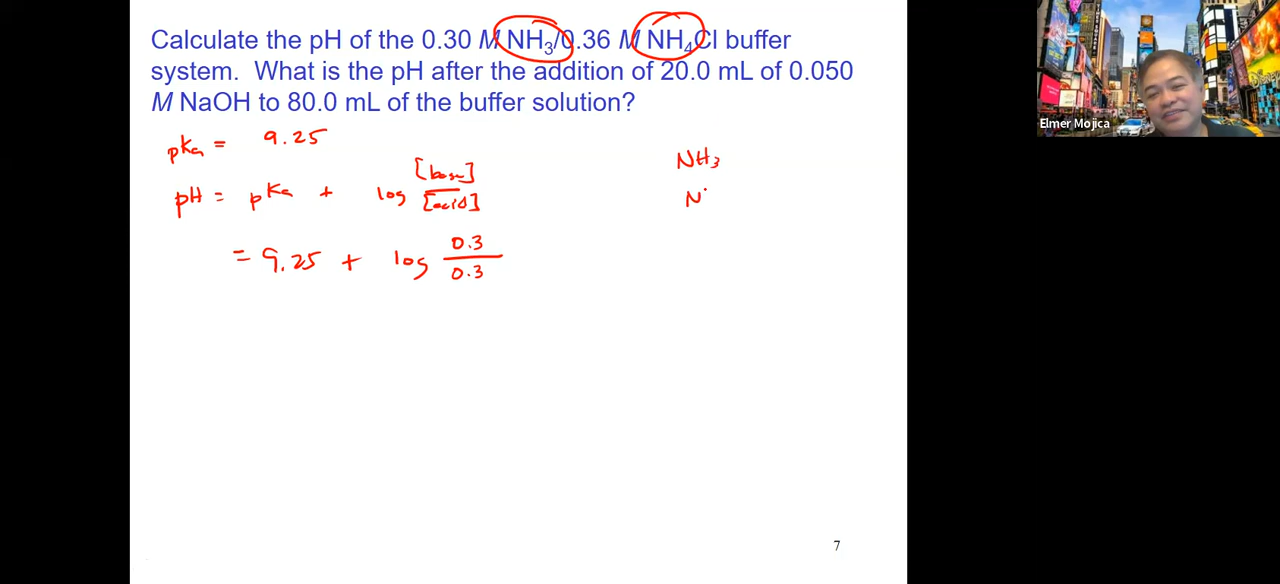 Calculate the pH of the 0.30 M NH₃/0.36 M NH₄Cl buffer
system. What is the pH after the addition of 20.0 mL of 0.050
M NaOH to 80.0 mL of the buffer solution?
Elmer Mojica
pKa = 9.25
pH = pKa + log [base]/[acid]
= 9.25 + log 0.3/0.3
NH₃
N
7